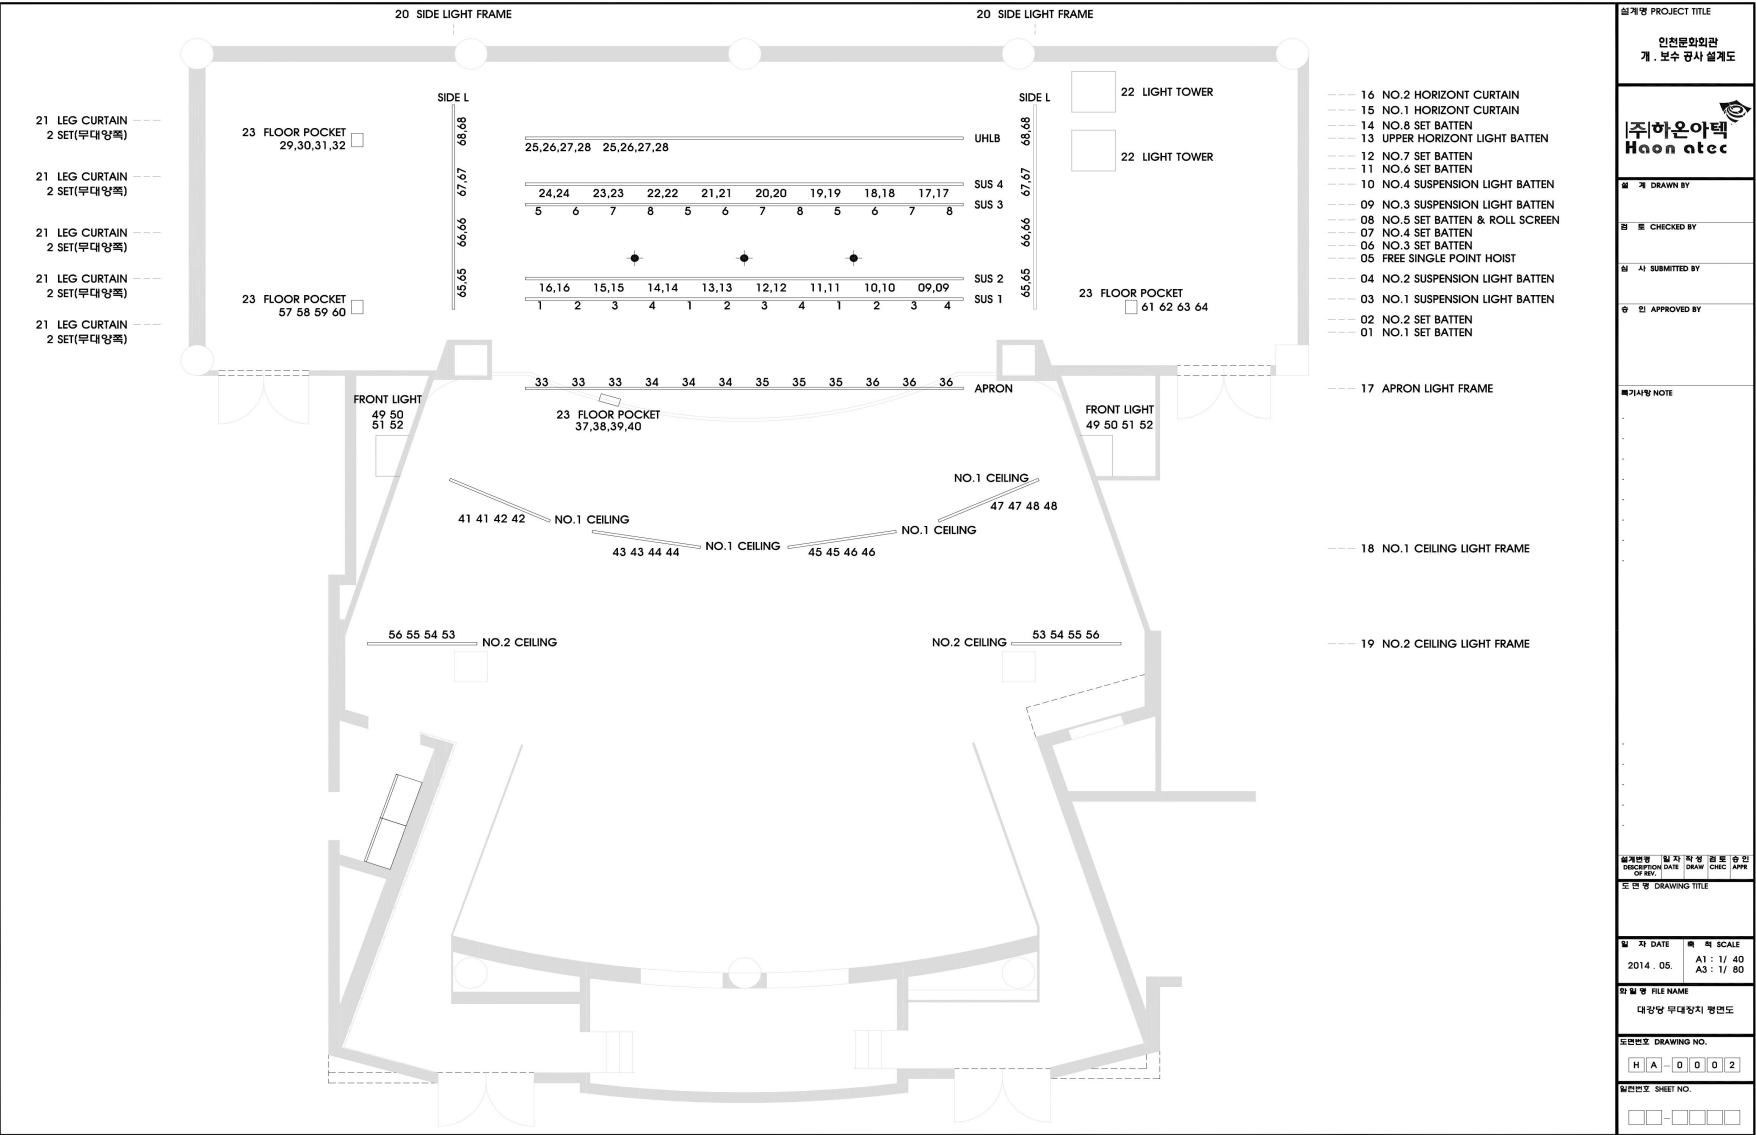 20 SIDE LIGHT FRAME
20 SIDE LIGHT FRAME
21 LEG CURTAIN
2 SET(무대양쪽)
21 LEG CURTAIN
2 SET(무대양쪽)
21 LEG CURTAIN
2 SET(무대양쪽)
21 LEG CURTAIN
2 SET(무대양쪽)
21 LEG CURTAIN
2 SET(무대양쪽)
23 FLOOR POCKET
29,30,31,32
23 FLOOR POCKET
57 58 59 60
SIDE L
68,68
67,67
66,66
65,65
UHLB
25,26,27,28 25,26,27,28
SUS 4
24,24 23,23 22,22 21,21 20,20 19,19 18,18 17,17
SUS 3
5 6 7 8 5 6 7 8 5 6 7 8
SUS 2
16,16 15,15 14,14 13,13 12,12 11,11 10,10 09,09
SUS 1
1 2 3 4 1 2 3 4 1 2 3 4
SIDE L
68,68
67,67
66,66
65,65
22 LIGHT TOWER
22 LIGHT TOWER
23 FLOOR POCKET
61 62 63 64
16 NO.2 HORIZONT CURTAIN
15 NO.1 HORIZONT CURTAIN
14 NO.8 SET BATTEN
13 UPPER HORIZONT LIGHT BATTEN
12 NO.7 SET BATTEN
11 NO.6 SET BATTEN
10 NO.4 SUSPENSION LIGHT BATTEN
09 NO.3 SUSPENSION LIGHT BATTEN
08 NO.5 SET BATTEN & ROLL SCREEN
07 NO.4 SET BATTEN
06 NO.3 SET BATTEN
05 FREE SINGLE POINT HOIST
04 NO.2 SUSPENSION LIGHT BATTEN
03 NO.1 SUSPENSION LIGHT BATTEN
02 NO.2 SET BATTEN
01 NO.1 SET BATTEN
33 33 33 34 34 34 35 35 35 36 36 36
APRON
17 APRON LIGHT FRAME
23 FLOOR POCKET
37,38,39,40
FRONT LIGHT
49 50
51 52
FRONT LIGHT
49 50 51 52
41 41 42 42
NO.1 CEILING
43 43 44 44
NO.1 CEILING
45 45 46 46
NO.1 CEILING
NO.1 CEILING
47 47 48 48
18 NO.1 CEILING LIGHT FRAME
56 55 54 53
NO.2 CEILING
NO.2 CEILING
53 54 55 56
19 NO.2 CEILING LIGHT FRAME
설계명 PROJECT TITLE
인천문화회관
개 . 보수 공사 설계도
(주)하온아텍
Haon atec
설 계 DRAWN BY
검 토 CHECKED BY
심 사 SUBMITTED BY
승 인 APPROVED BY
특기사항 NOTE
설계변경 일 자 작 성 검 토 승 인
DESCRIPTION DATE DRAW CHEC APPR
OF REV.
도 면 명 DRAWING TITLE
일 자 DATE
2014 . 05.
축 척 SCALE
A1 : 1/ 40
A3 : 1/ 80
화 일 명 FILE NAME
대강당 무대장치 평면도
도면번호 DRAWING NO.
H A - 0 0 0 2
일련번호 SHEET NO.